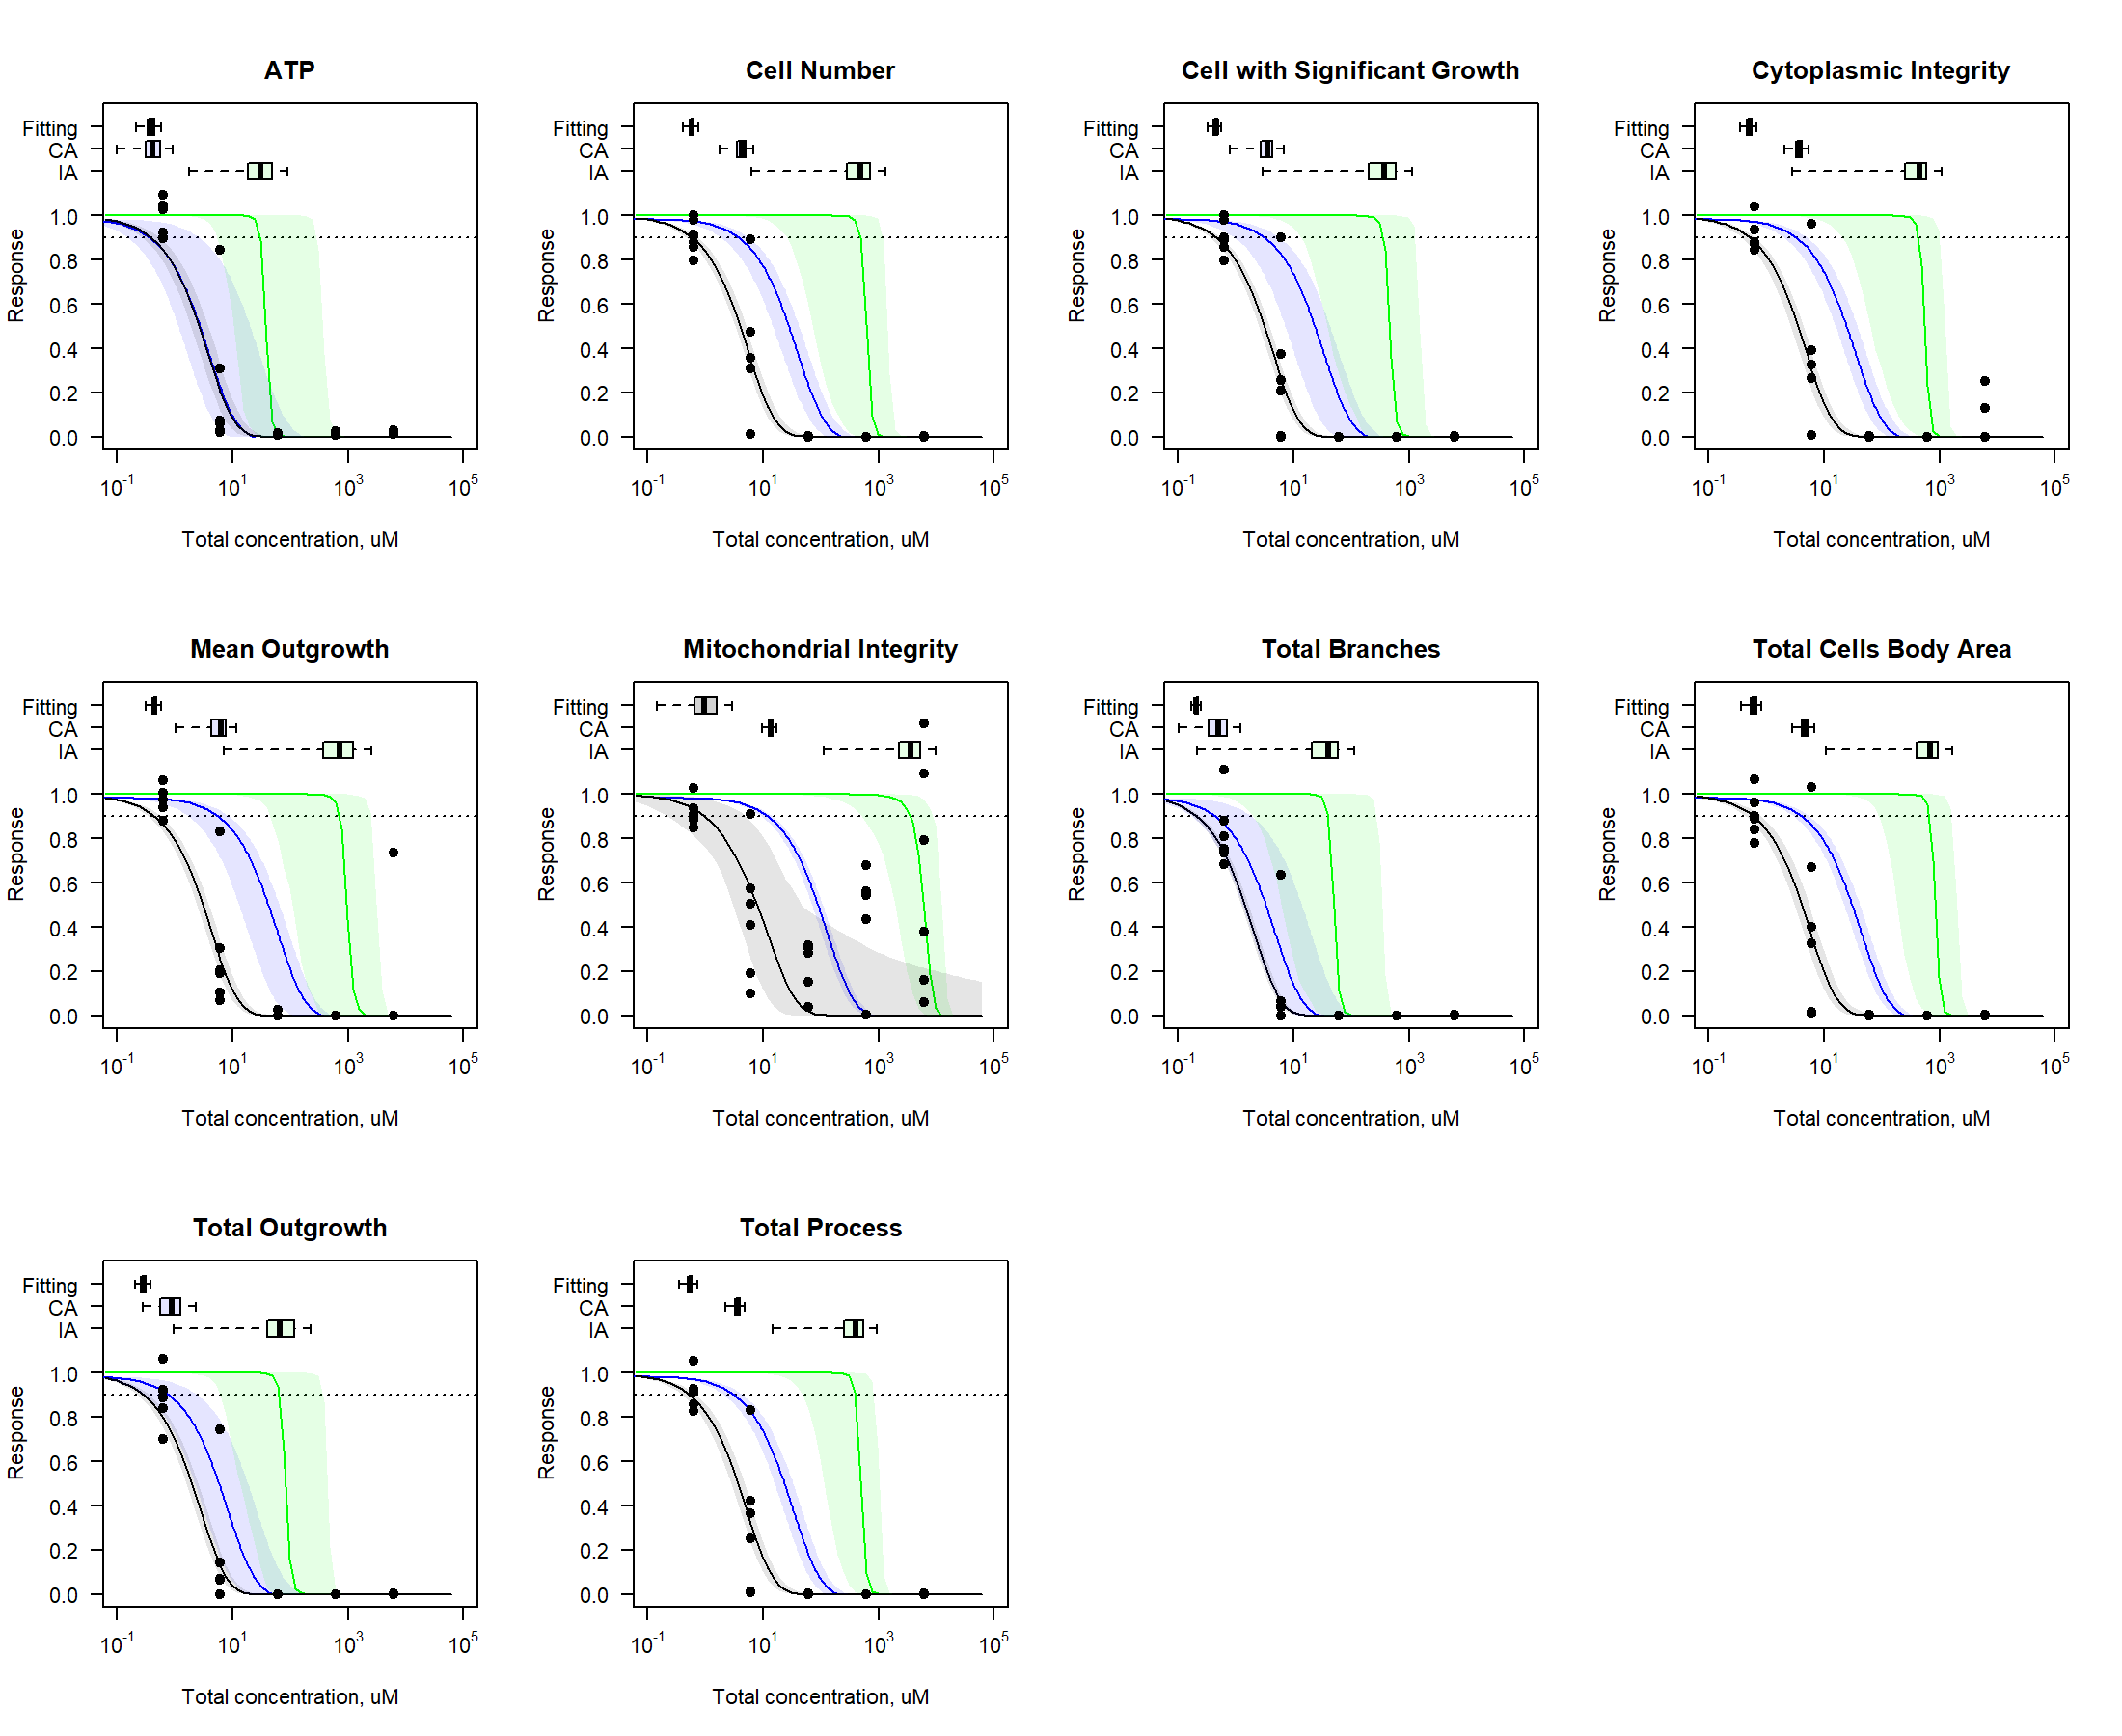 ATP
Fitting
CA
IA
1.0
0.8
0.6
0.4
0.2
0.0
Response
10^-1 10^1 10^3 10^5
Total concentration, uM
Cell Number
Fitting
CA
IA
1.0
0.8
0.6
0.4
0.2
0.0
Response
10^-1 10^1 10^3 10^5
Total concentration, uM
Cell with Significant Growth
Fitting
CA
IA
1.0
0.8
0.6
0.4
0.2
0.0
Response
10^-1 10^1 10^3 10^5
Total concentration, uM
Cytoplasmic Integrity
Fitting
CA
IA
1.0
0.8
0.6
0.4
0.2
0.0
Response
10^-1 10^1 10^3 10^5
Total concentration, uM
Mean Outgrowth
Fitting
CA
IA
1.0
0.8
0.6
0.4
0.2
0.0
Response
10^-1 10^1 10^3 10^5
Total concentration, uM
Mitochondrial Integrity
Fitting
CA
IA
1.0
0.8
0.6
0.4
0.2
0.0
Response
10^-1 10^1 10^3 10^5
Total concentration, uM
Total Branches
Fitting
CA
IA
1.0
0.8
0.6
0.4
0.2
0.0
Response
10^-1 10^1 10^3 10^5
Total concentration, uM
Total Cells Body Area
Fitting
CA
IA
1.0
0.8
0.6
0.4
0.2
0.0
Response
10^-1 10^1 10^3 10^5
Total concentration, uM
Total Outgrowth
Fitting
CA
IA
1.0
0.8
0.6
0.4
0.2
0.0
Response
10^-1 10^1 10^3 10^5
Total concentration, uM
Total Process
Fitting
CA
IA
1.0
0.8
0.6
0.4
0.2
0.0
Response
10^-1 10^1 10^3 10^5
Total concentration, uM